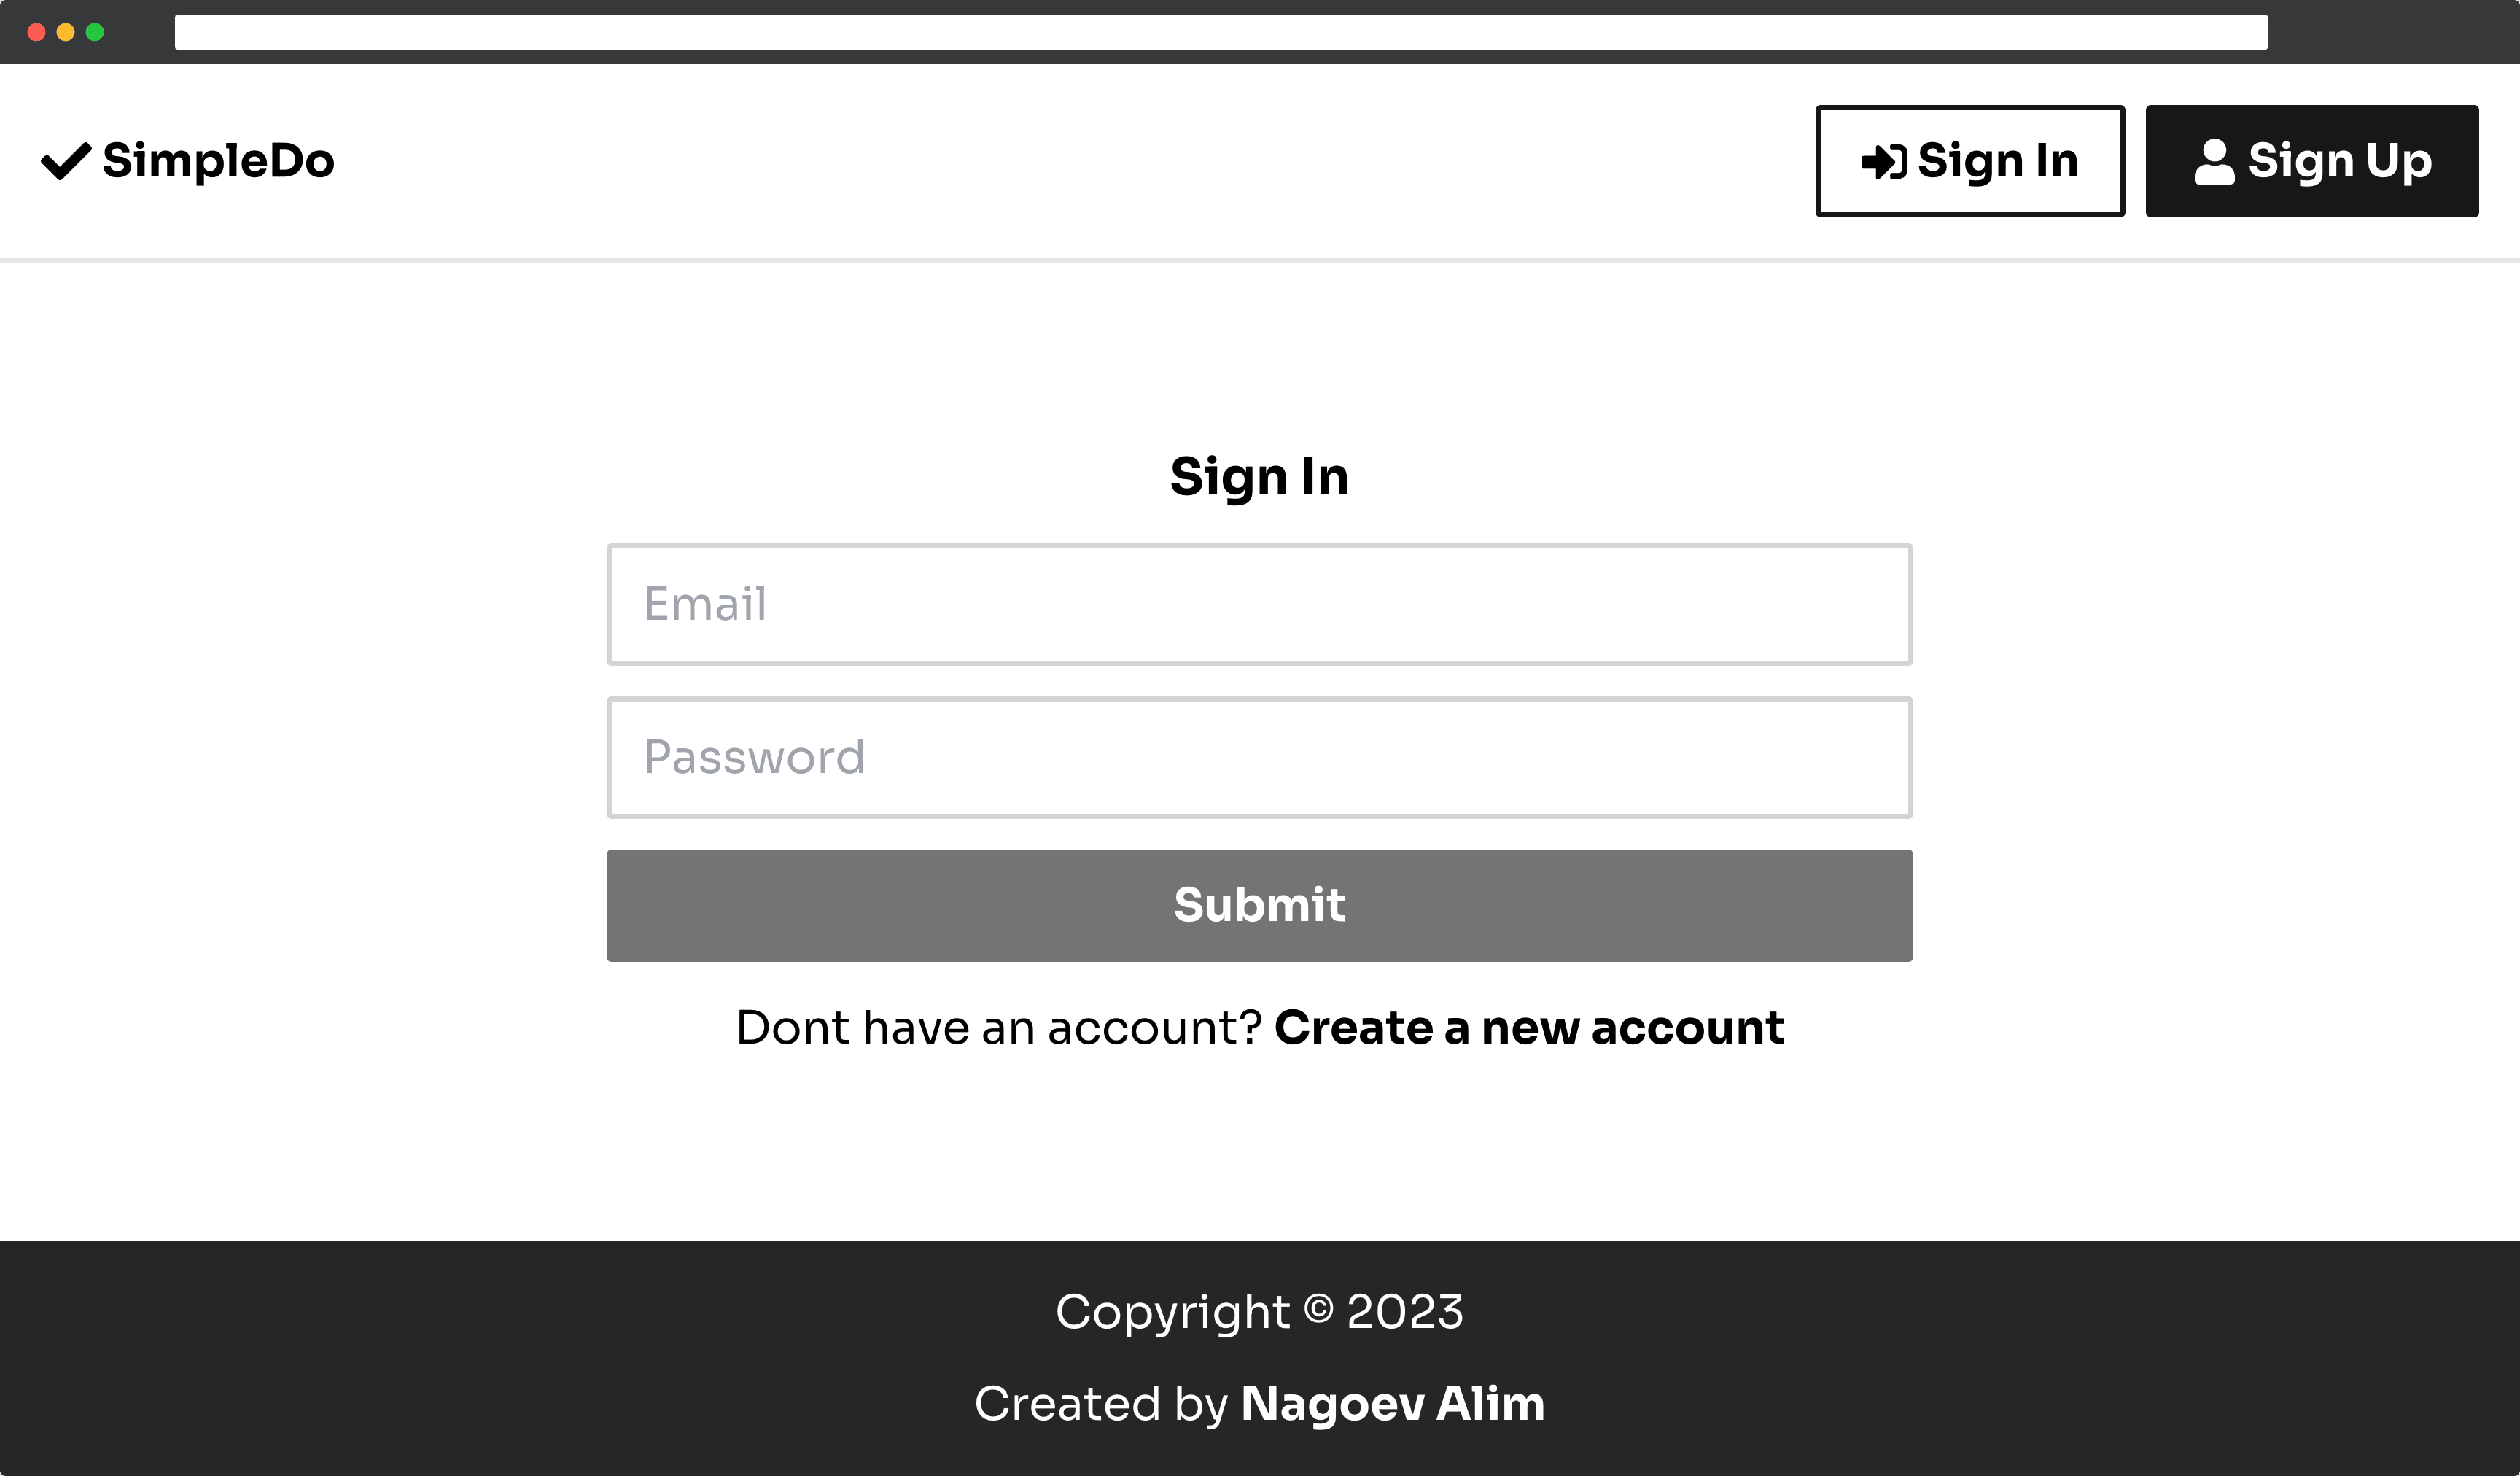 SimpleDo
Sign In
Sign Up
Sign In
Email
Password
Submit
Dont have an account? Create a new account
Copyright © 2023
Created by Nagoev Alim